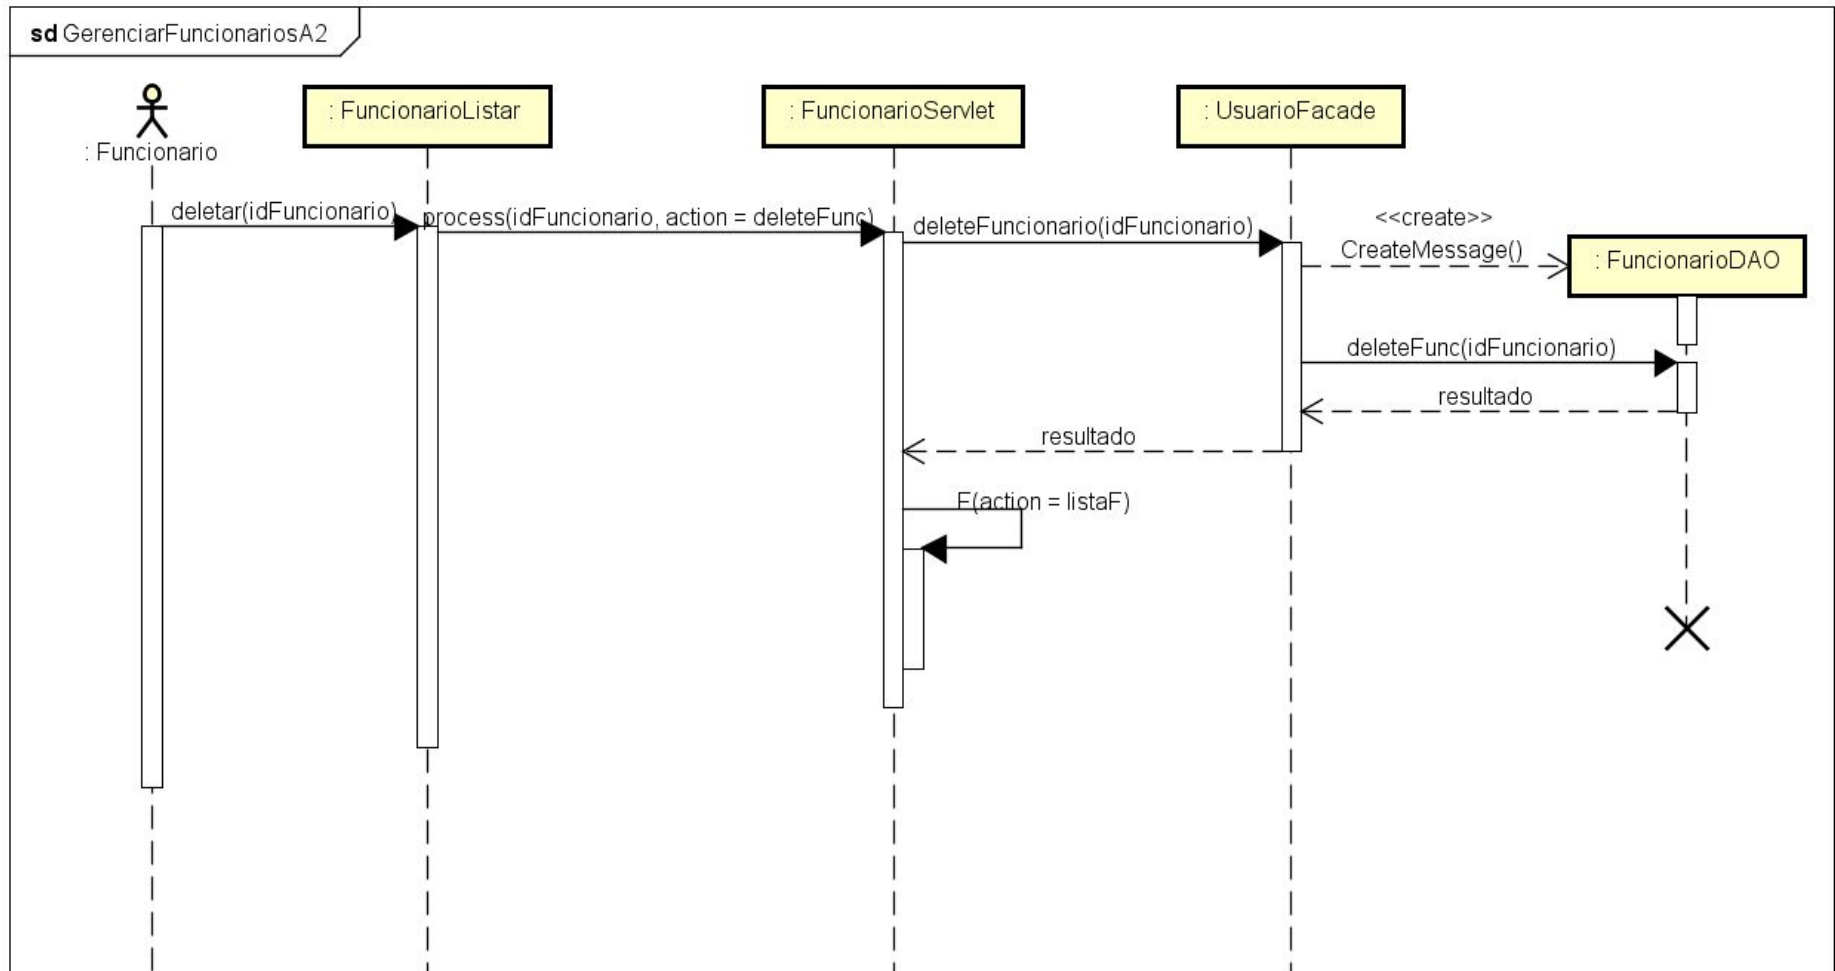 sd GerenciarFuncionariosA2
: Funcionario
: FuncionarioListar
: FuncionarioServlet
: UsuarioFacade
deletar(idFuncionario)
process(idFuncionario, action = deleteFunc)
deleteFuncionario(idFuncionario)
<<create>>
CreateMessage()
: FuncionarioDAO
deleteFunc(idFuncionario)
resultado
resultado
F(action = listaF)